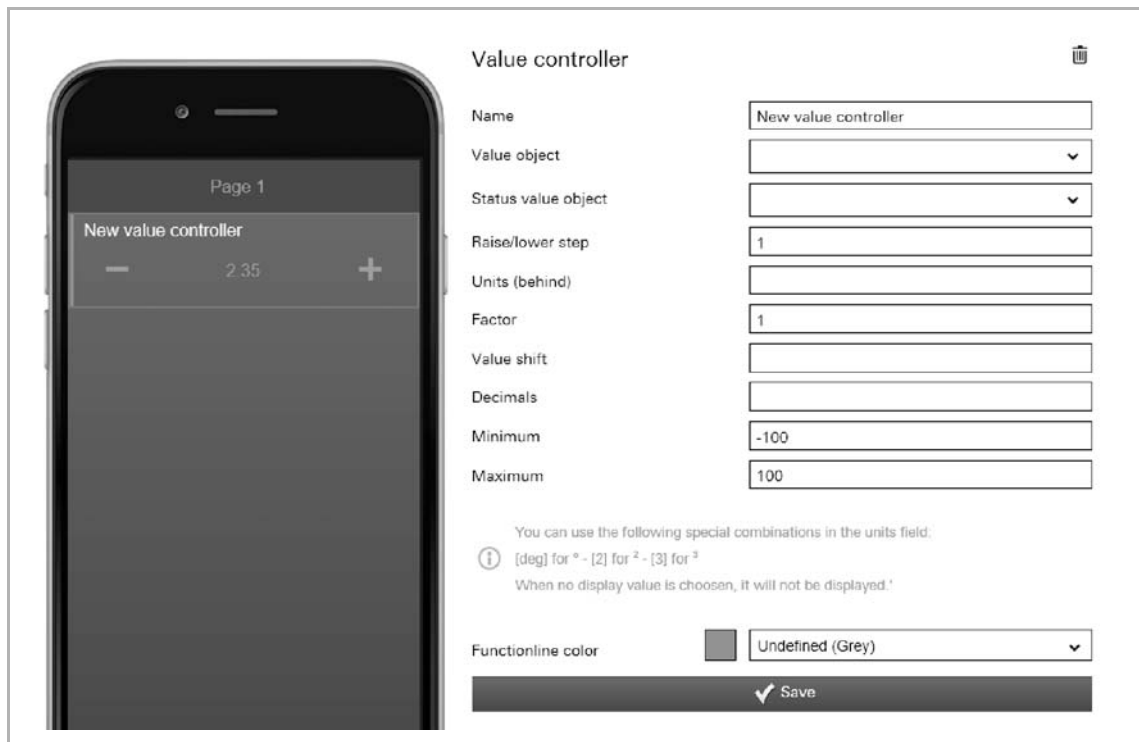 Page 1
New value controller
2.35
Value controller
Name New value controller
Value object
Status value object
Raise/lower step 1
Units (behind)
Factor 1
Value shift
Decimals
Minimum -100
Maximum 100
You can use the following special combinations in the units field:
[deg] for º - [2] for ² - [3] for ³
When no display value is choosen, it will not be displayed.'
Functionline color Undefined (Grey)
Save